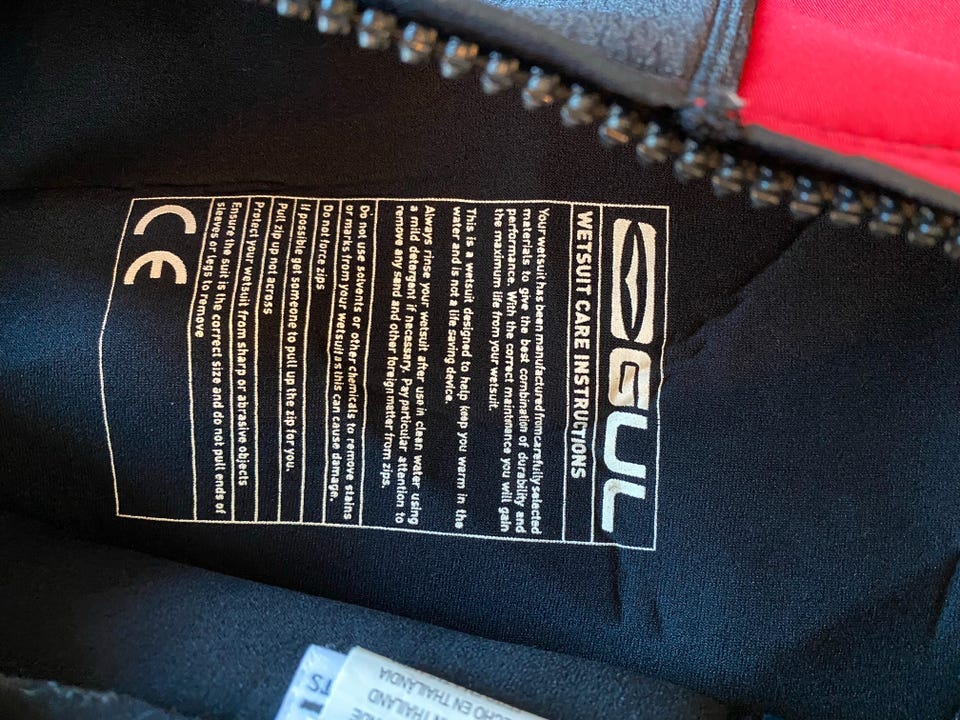 GUL
WETSUIT CARE INSTRUCTIONS
Your wetsuit has been manufactured from carefully selected
materials to give the best combination of durability and
performance. With the correct maintenance you will gain
the maximum life from your wetsuit.
This is a wetsuit designed to help keep you warm in the
water and is not a life saving device.
Always rinse your wetsuit after use in clean water using
a mild detergent if necessary. Pay particular attention to
remove any sand and other foreign matter from zips.
Do not use solvents or other chemicals to remove stains
or marks from your wetsuit as this can cause damage.
Do not force zips
If possible get someone to pull up the zip for you.
Pull zip up not across
Protect your wetsuit from sharp or abrasive objects
Ensure the suit is the correct size and do not pull ends of
sleeves or legs to remove
CE
ECHO EN THAILANDIA
EN THAILAND
TS